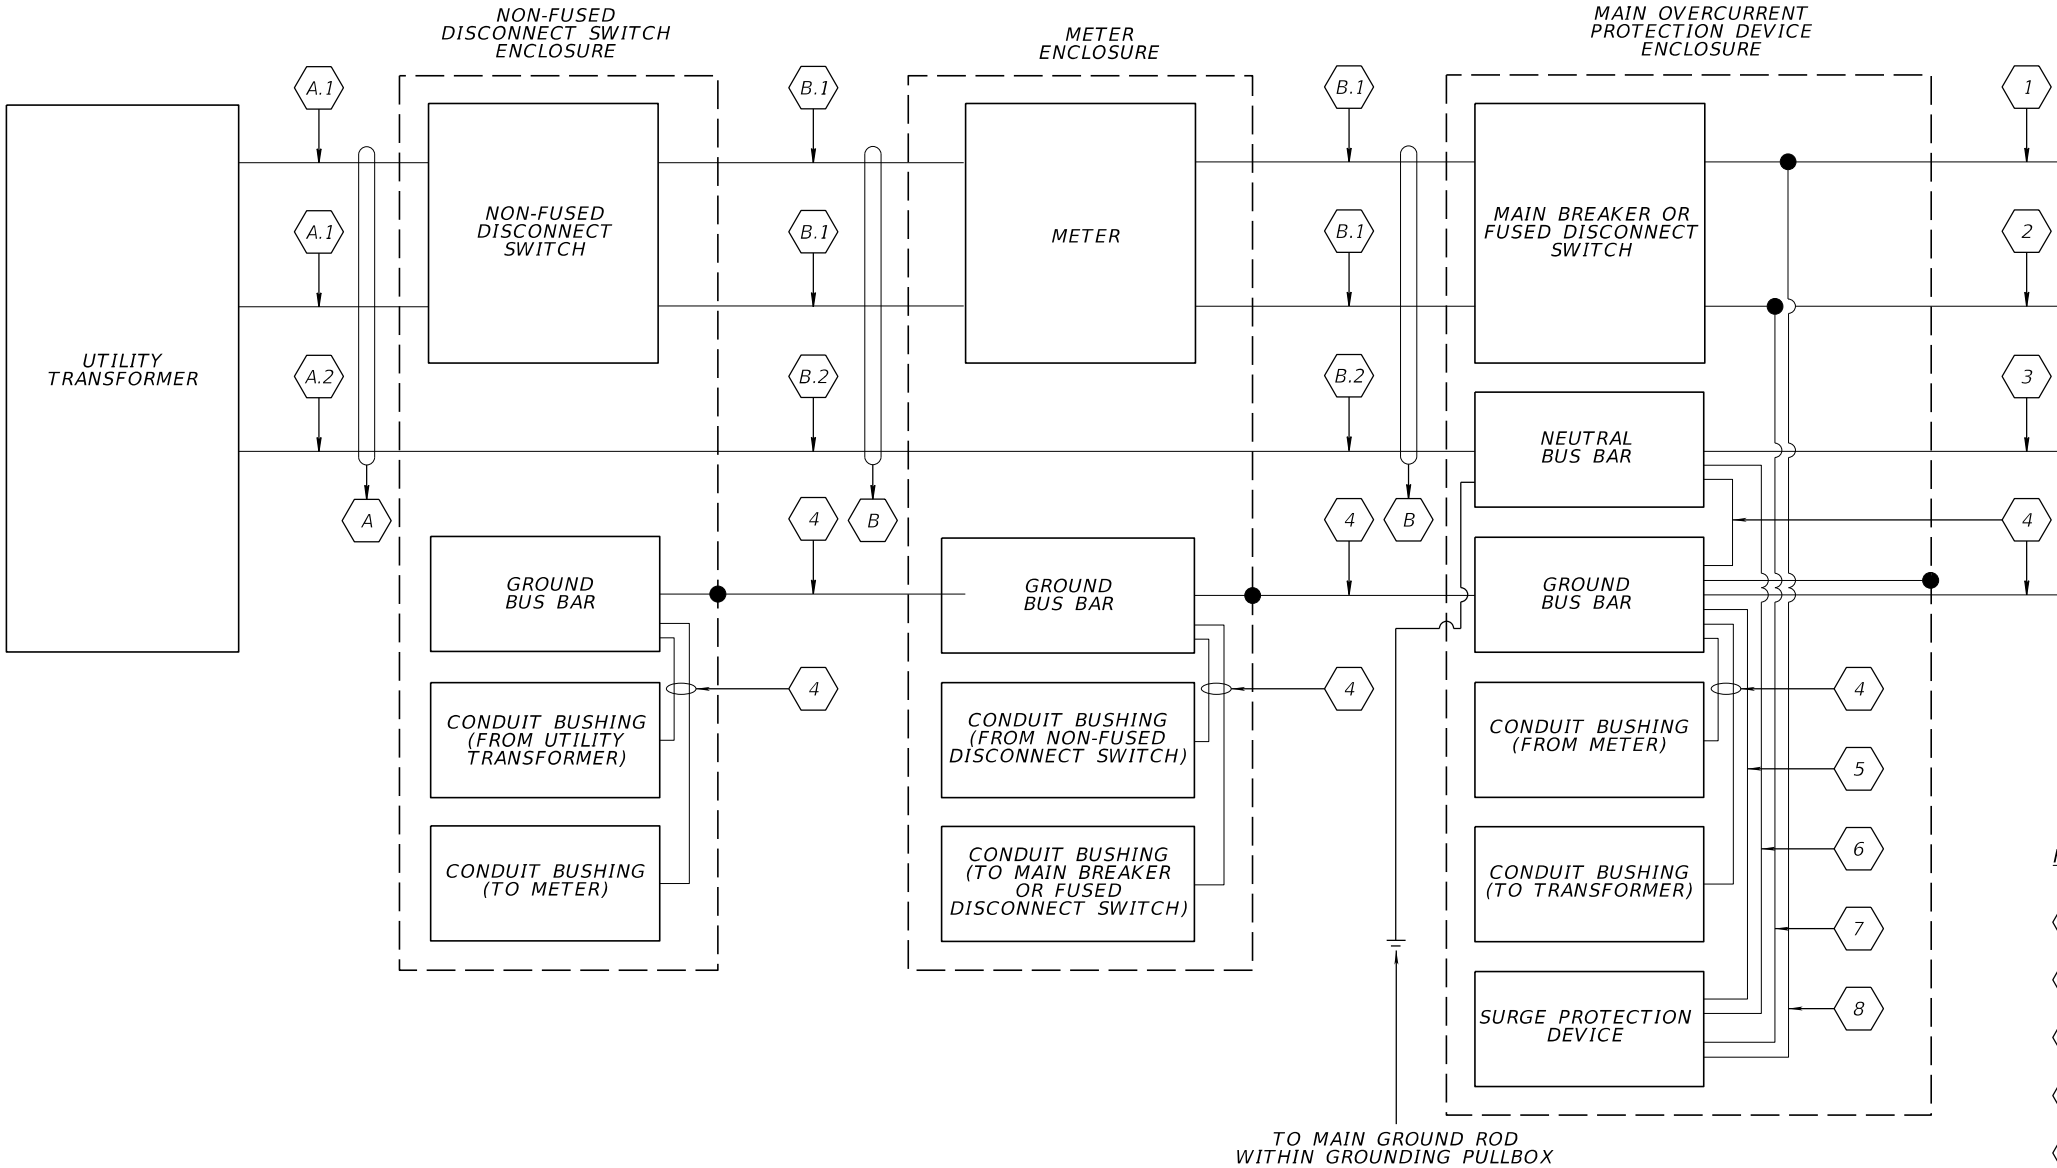 NON-FUSED
DISCONNECT SWITCH
ENCLOSURE
METER
ENCLOSURE
MAIN OVERCURRENT
PROTECTION DEVICE
ENCLOSURE
A.1
B.1
B.1
1
NON-FUSED
DISCONNECT
SWITCH
METER
MAIN BREAKER OR
FUSED DISCONNECT
SWITCH
A.1
B.1
B.1
2
UTILITY
TRANSFORMER
A.2
B.2
B.2
3
NEUTRAL
BUS BAR
A
4
B
4
B
4
GROUND
BUS BAR
GROUND
BUS BAR
GROUND
BUS BAR
4
4
4
CONDUIT BUSHING
(FROM UTILITY
TRANSFORMER)
CONDUIT BUSHING
(FROM NON-FUSED
DISCONNECT SWITCH)
CONDUIT BUSHING
(FROM METER)
5
6
CONDUIT BUSHING
(TO METER)
CONDUIT BUSHING
(TO MAIN BREAKER
OR FUSED
DISCONNECT SWITCH)
CONDUIT BUSHING
(TO TRANSFORMER)
7
8
SURGE PROTECTION
DEVICE
TO MAIN GROUND ROD
WITHIN GROUNDING PULLBOX